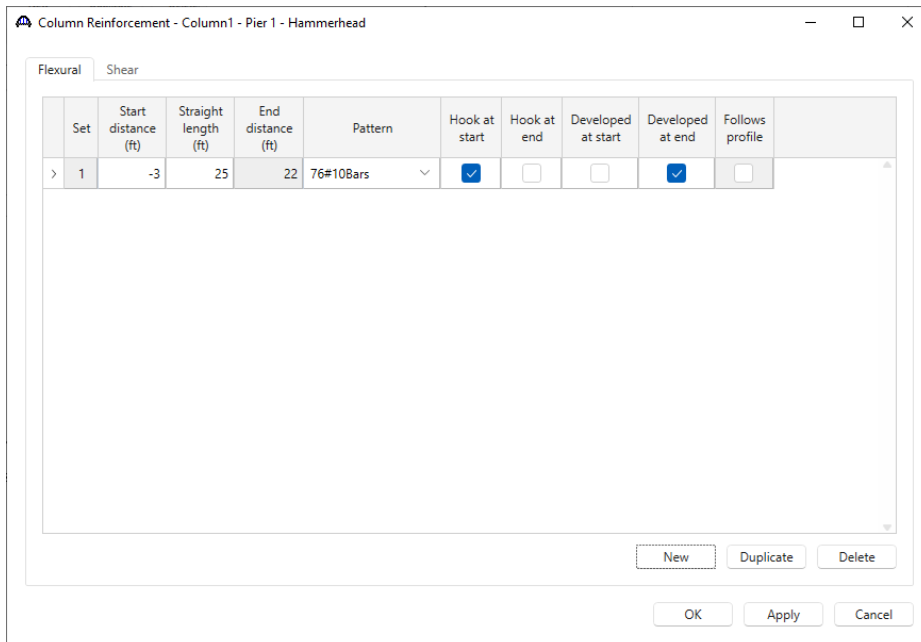 Column Reinforcement - Column1 - Pier 1 - Hammerhead
Flexural Shear
Set Start distance (ft) Straight length (ft) End distance (ft) Pattern Hook at start Hook at end Developed at start Developed at end Follows profile
1 -3 25 22 76#10Bars
New Duplicate Delete
OK Apply Cancel